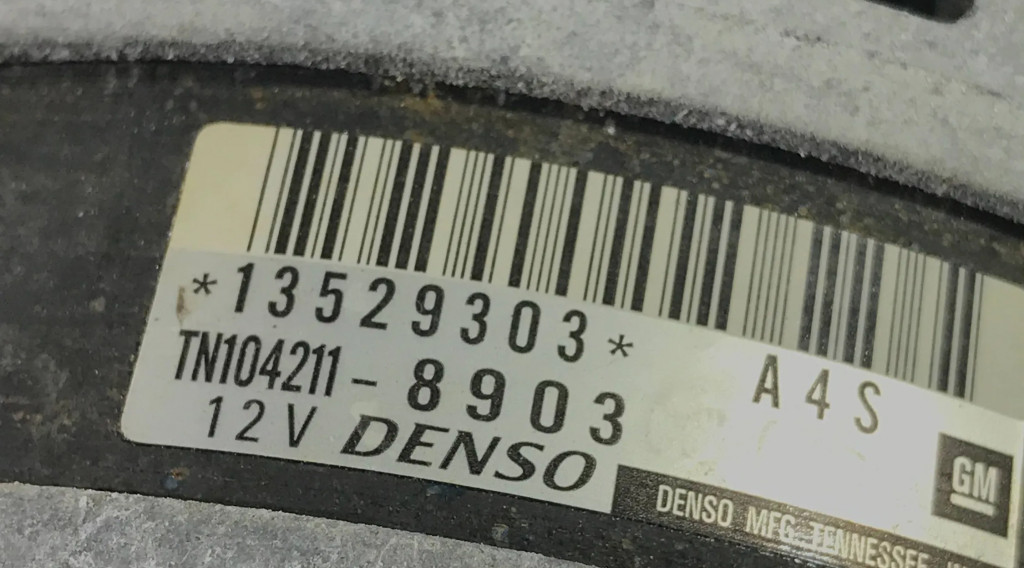 *13529303*
A4S
TN104211-8903
12V DENSO
GM
DENSO MFG. TENNESSEE,